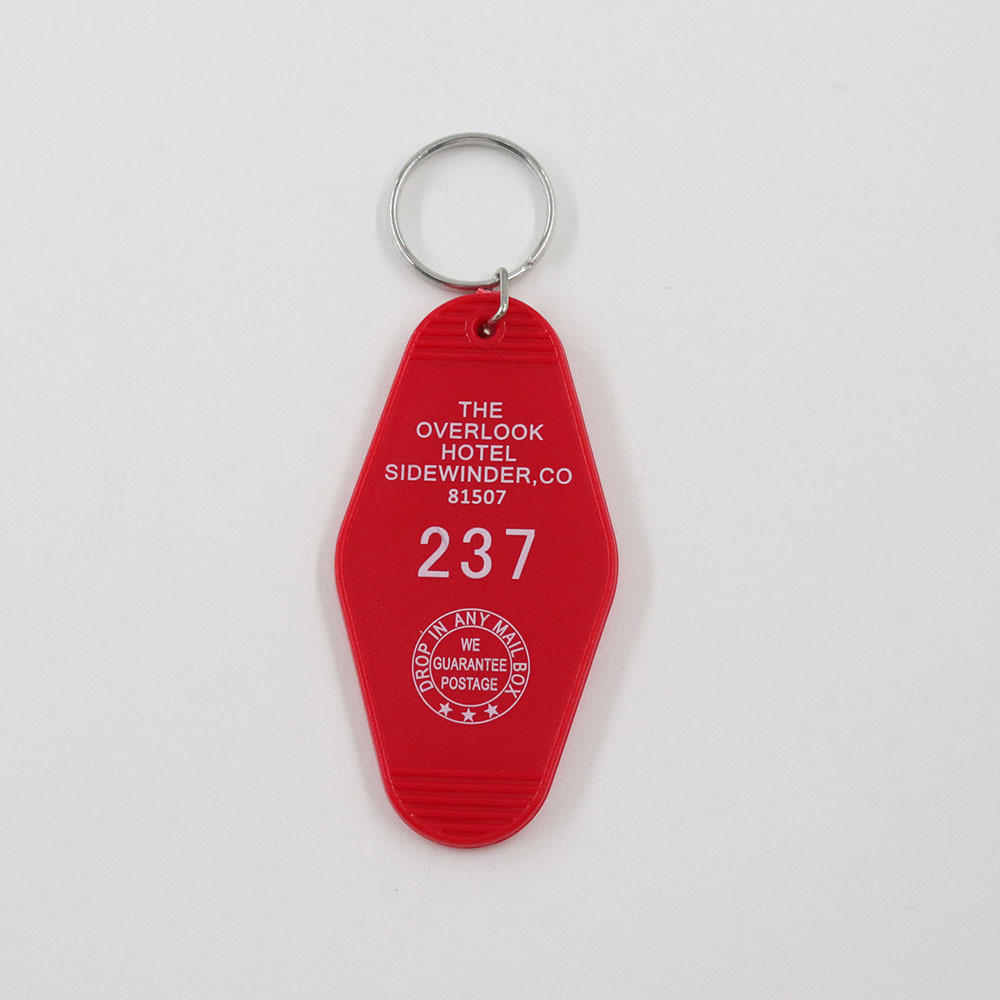 THE
OVERLOOK
HOTEL
SIDEWINDER,CO
81507
237
DROP IN ANY MAIL BOX
WE
GUARANTEE
POSTAGE